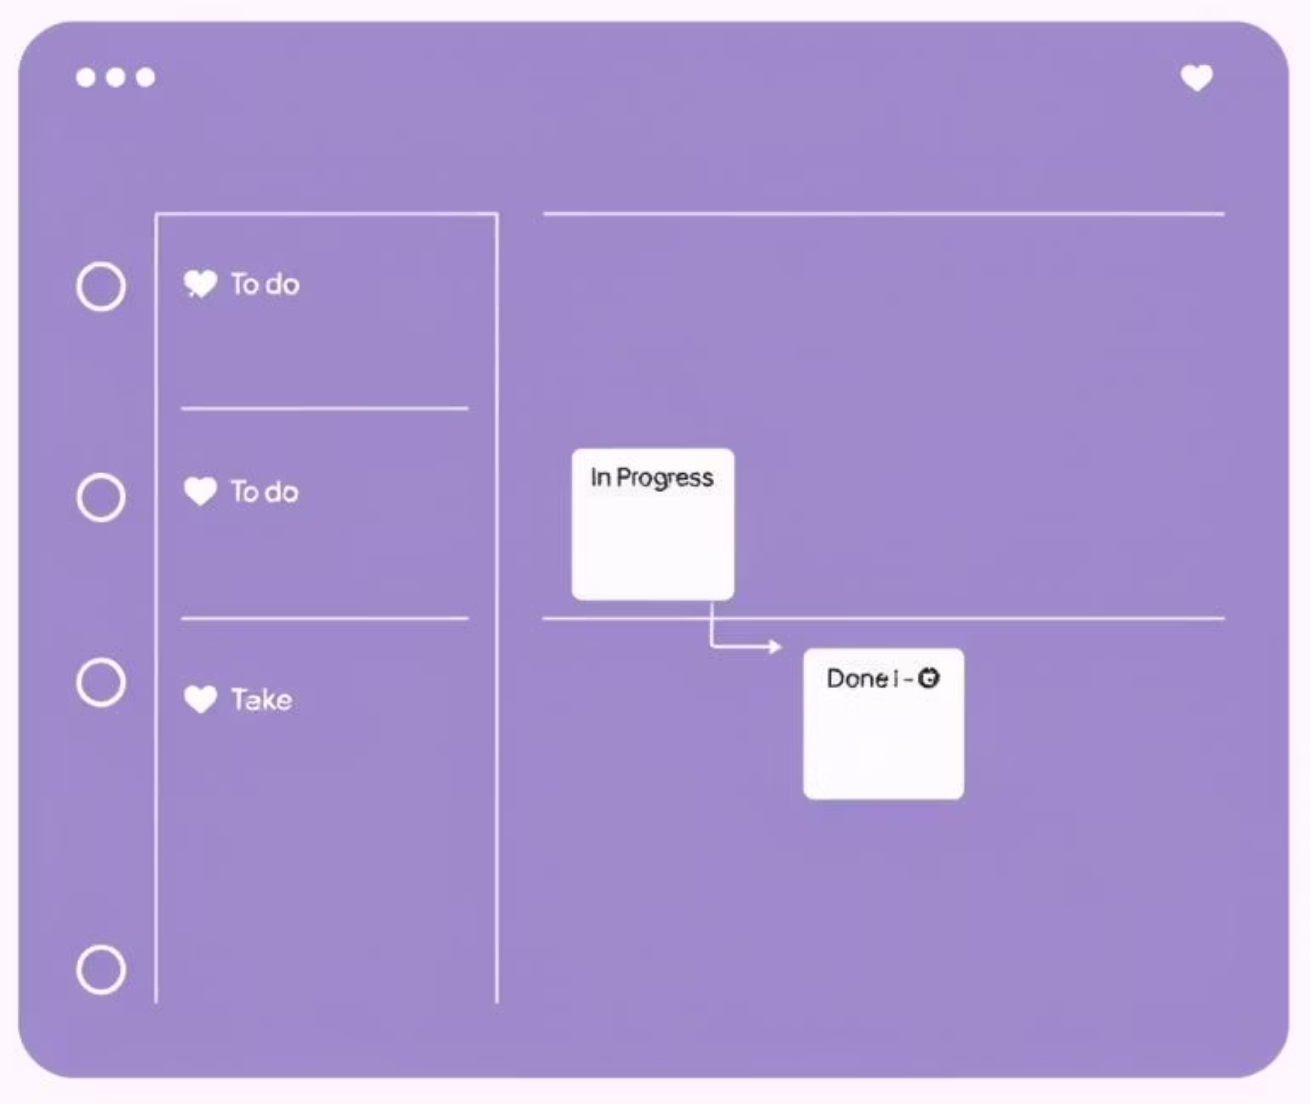 To do
To do
In Progress
Take
Done